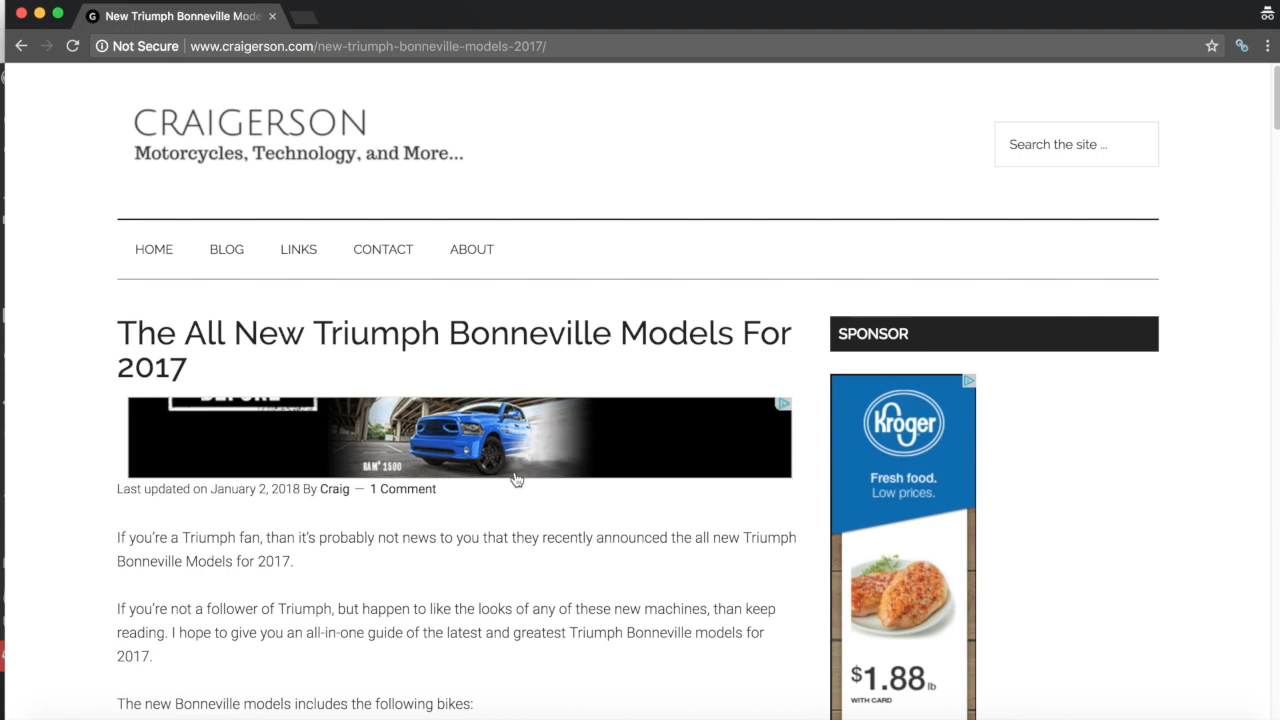 New Triumph Bonneville Mode
Not Secure www.craigerson.com/new-triumph-bonneville-models-2017/
CRAIGERSON
Motorcycles, Technology, and More...
Search the site ...
HOME BLOG LINKS CONTACT ABOUT
The All New Triumph Bonneville Models For
2017
RAM® 1500
Last updated on January 2, 2018 By Craig — 1 Comment
If you're a Triumph fan, than it's probably not news to you that they recently announced the all new Triumph
Bonneville Models for 2017.
If you're not a follower of Triumph, but happen to like the looks of any of these new machines, than keep
reading. I hope to give you an all-in-one guide of the latest and greatest Triumph Bonneville models for
2017.
The new Bonneville models includes the following bikes:
SPONSOR
Kroger
Fresh food.
Low prices.
$1.88 lb
WITH CARD